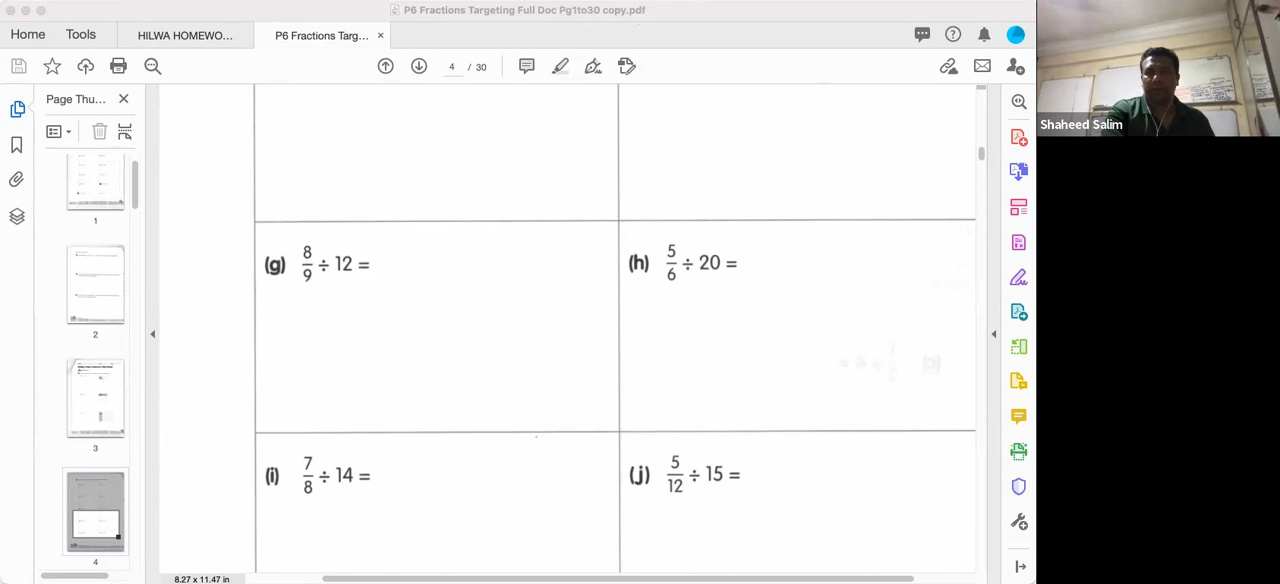 P6 Fractions Targeting Full Doc Pg1to30 copy.pdf
Home Tools HILWA HOMEWO... P6 Fractions Targ... ×
4 / 30
Page Thu... ×
1
2
3
4
(g) 8/9 ÷ 12 =
(h) 5/6 ÷ 20 =
(i) 7/8 ÷ 14 =
(j) 5/12 ÷ 15 =
8.27 x 11.47 in
Shaheed Salim